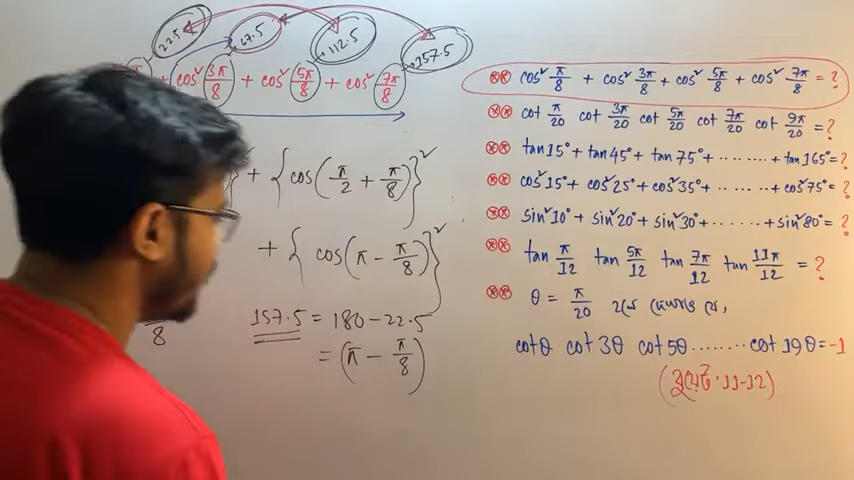 22.5 67.5 112.5 157.5
+ cos² 3π/8 + cos² 5π/8 + cos² 7π/8
}² + { cos(π/2 + π/8) }²
+ { cos(π - π/8) }²
157.5 = 180 - 22.5
= (π - π/8)
8
⊗⊗ cos² π/8 + cos² 3π/8 + cos² 5π/8 + cos² 7π/8 = ?
⊗⊗ cot π/20 cot 3π/20 cot 5π/20 cot 7π/20 cot 9π/20 = ?
⊗⊗ tan15° + tan45° + tan75° + ........ + tan165° = ?
⊗⊗ cos²15° + cos²25° + cos²35° + ...... + cos²75° = ?
⊗⊗ sin²10° + sin²20° + sin²30° + ....... + sin²80° = ?
⊗⊗ tan π/12 tan 5π/12 tan 7π/12 tan 11π/12 = ?
⊗⊗ θ = π/20 হলে দেখাও যে,
cotθ cot3θ cot5θ ........ cot19θ = -1
(বুয়েট '11-12)